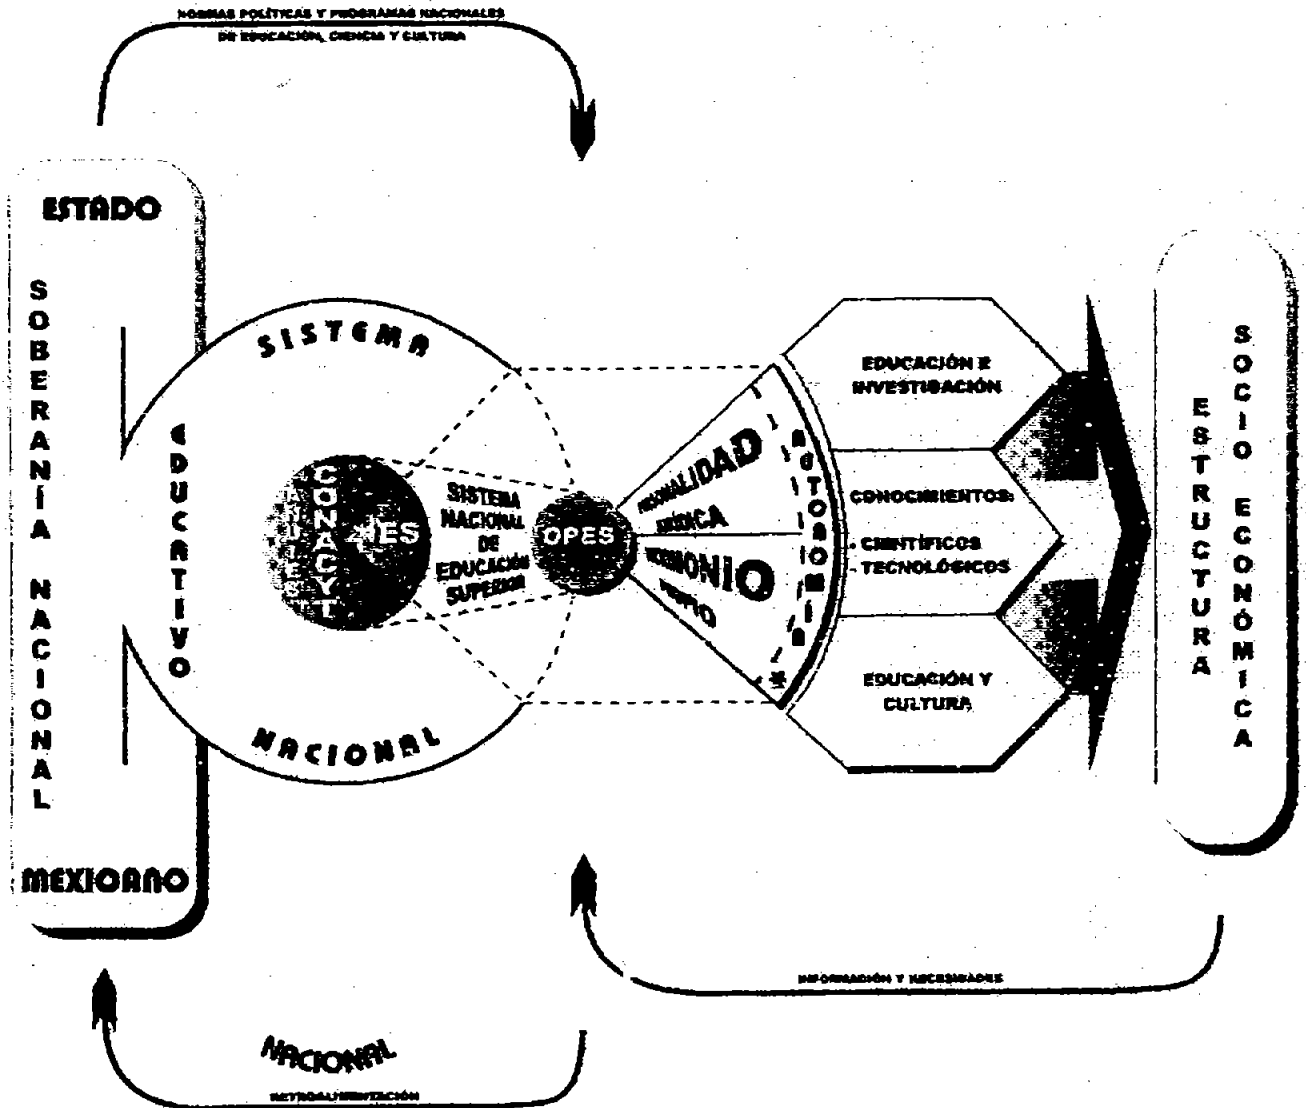 NORMAS POLÍTICAS Y PROGRAMAS NACIONALES
DE EDUCACIÓN, CIENCIA Y CULTURA
ESTADO
SOBERANÍA NACIONAL
MEXICANO
SISTEMA
EDUCATIVO
NACIONAL
CONACYT
IES
SISTEMA
NACIONAL
DE
EDUCACIÓN
SUPERIOR
OPES
PERSONALIDAD
JURÍDICA
PATRIMONIO
PROPIO
AUTONOMÍA *
EDUCACIÓN E
INVESTIGACIÓN
CONOCIMIENTOS:
- CIENTÍFICOS
- TECNOLÓGICOS
EDUCACIÓN Y
CULTURA
ESTRUCTURA
SOCIO ECONÓMICA
INFORMACIÓN Y NECESIDADES
NACIONAL
RETROALIMENTACIÓN